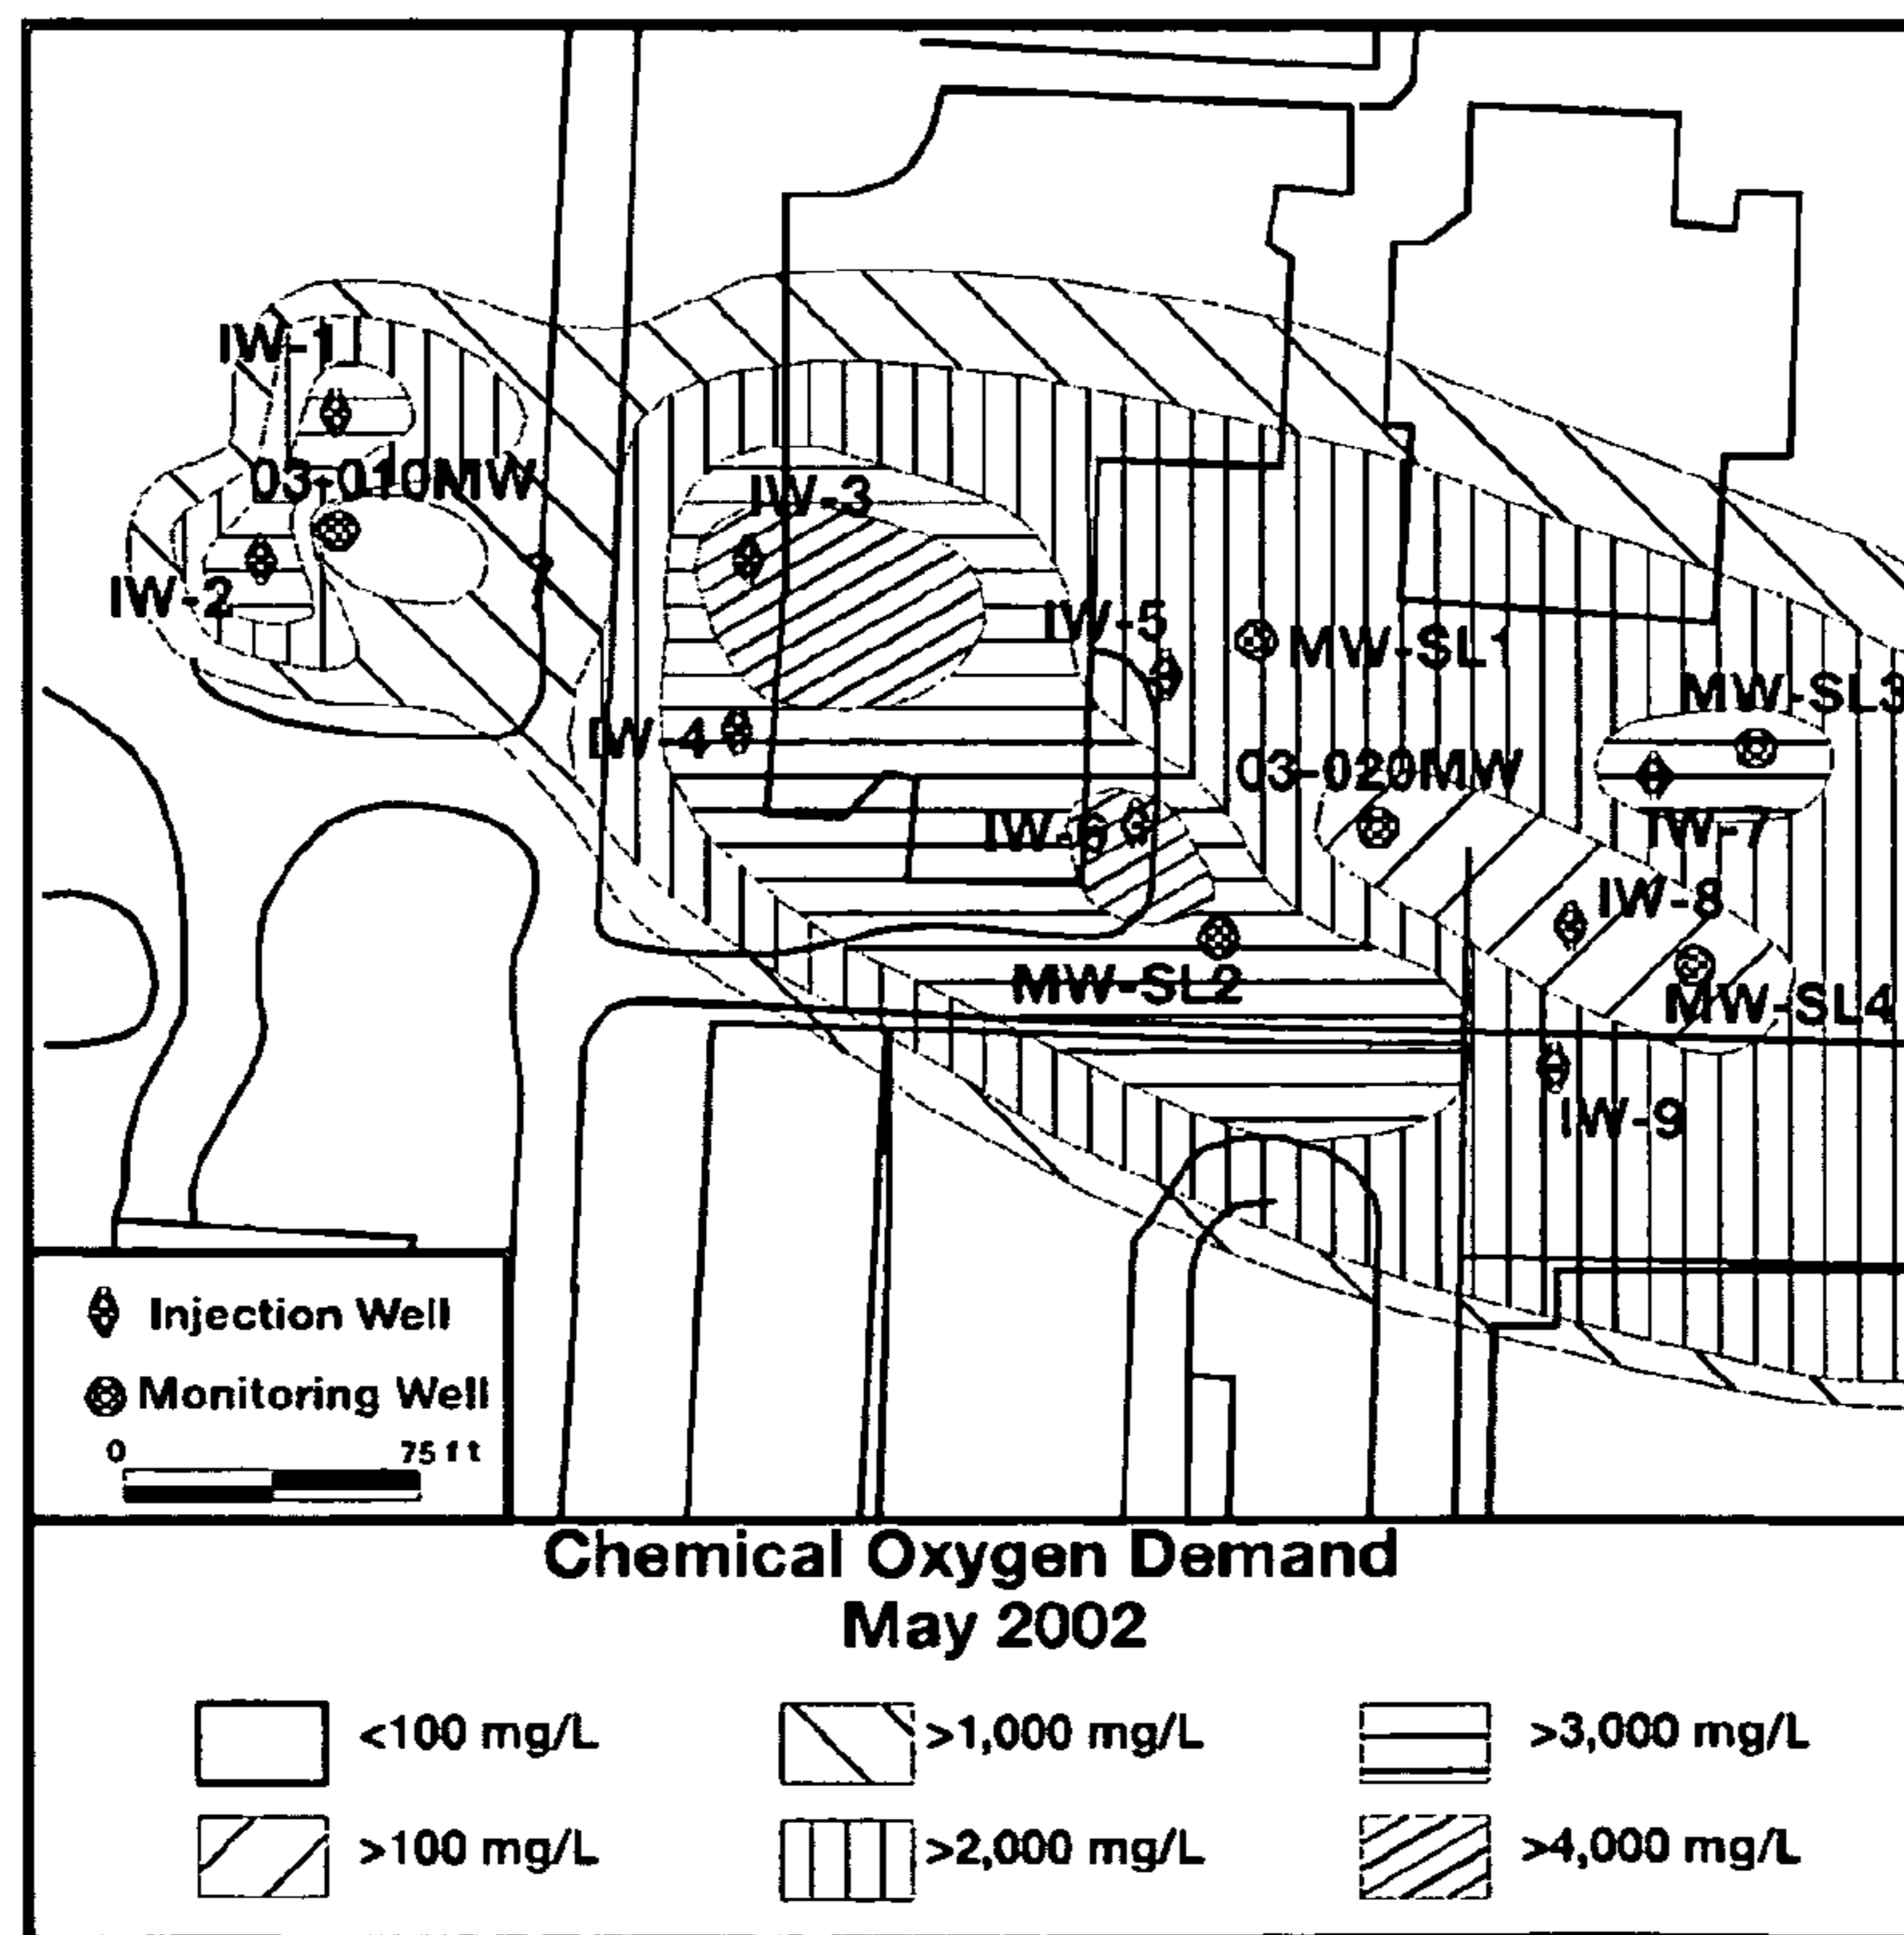 IW-1
03-010MW
IW-3
IW-2
IW-5
MW-SL1
MW-SL3
IW-4
03-020MW
IW-6
IW-7
IW-8
MW-SL2
MW-SL4
IW-9
Injection Well
Monitoring Well
0 75 ft
Chemical Oxygen Demand
May 2002
<100 mg/L >1,000 mg/L >3,000 mg/L
>100 mg/L >2,000 mg/L >4,000 mg/L